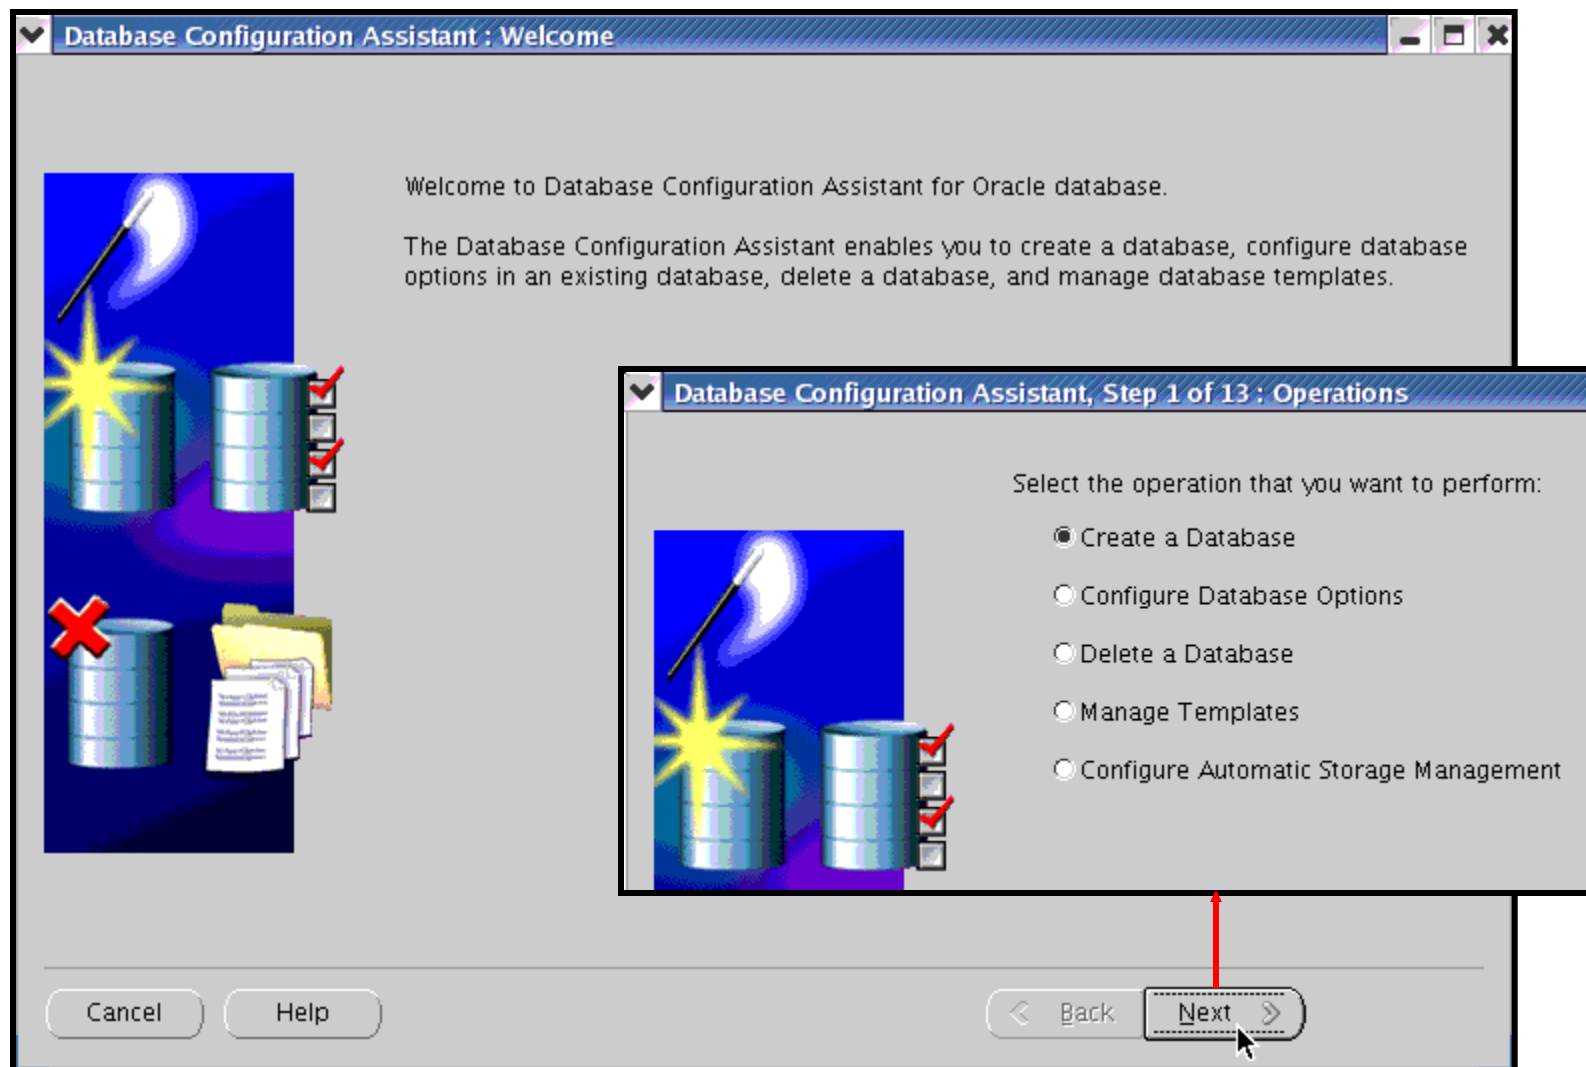 Database Configuration Assistant : Welcome
Welcome to Database Configuration Assistant for Oracle database.
The Database Configuration Assistant enables you to create a database, configure database
options in an existing database, delete a database, and manage database templates.
Database Configuration Assistant, Step 1 of 13 : Operations
Select the operation that you want to perform:
Create a Database
Configure Database Options
Delete a Database
Manage Templates
Configure Automatic Storage Management
Cancel Help Back Next